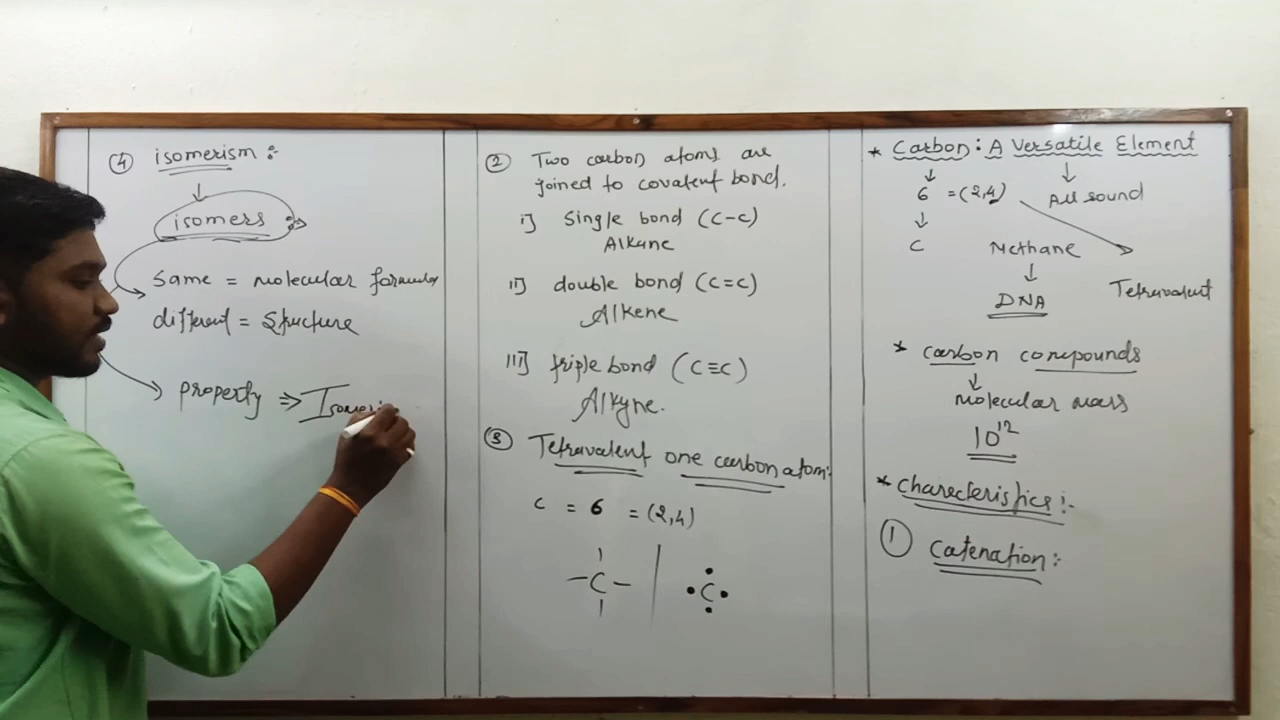 ④ isomerism :-
↓
isomers :-
Same = molecular formula
different = Structure
property ⇒ Isomeri
② Two carbon atoms are
joined to covalent bond.
i] Single bond (C-C)
Alkane
ii] double bond (C=C)
Alkene
iii] triple bond (C≡C)
Alkyne.
③ Tetravalent one carbon atom:
C = 6 = (2,4)
C
C
* Carbon : A Versatile Element
↓ ↓
6 = (2,4) All sound
↓
C Methane
↓
DNA Tetravalent
* carbon compounds
↓
molecular mass
10¹²
* charecteristics :-
① Catenation :-